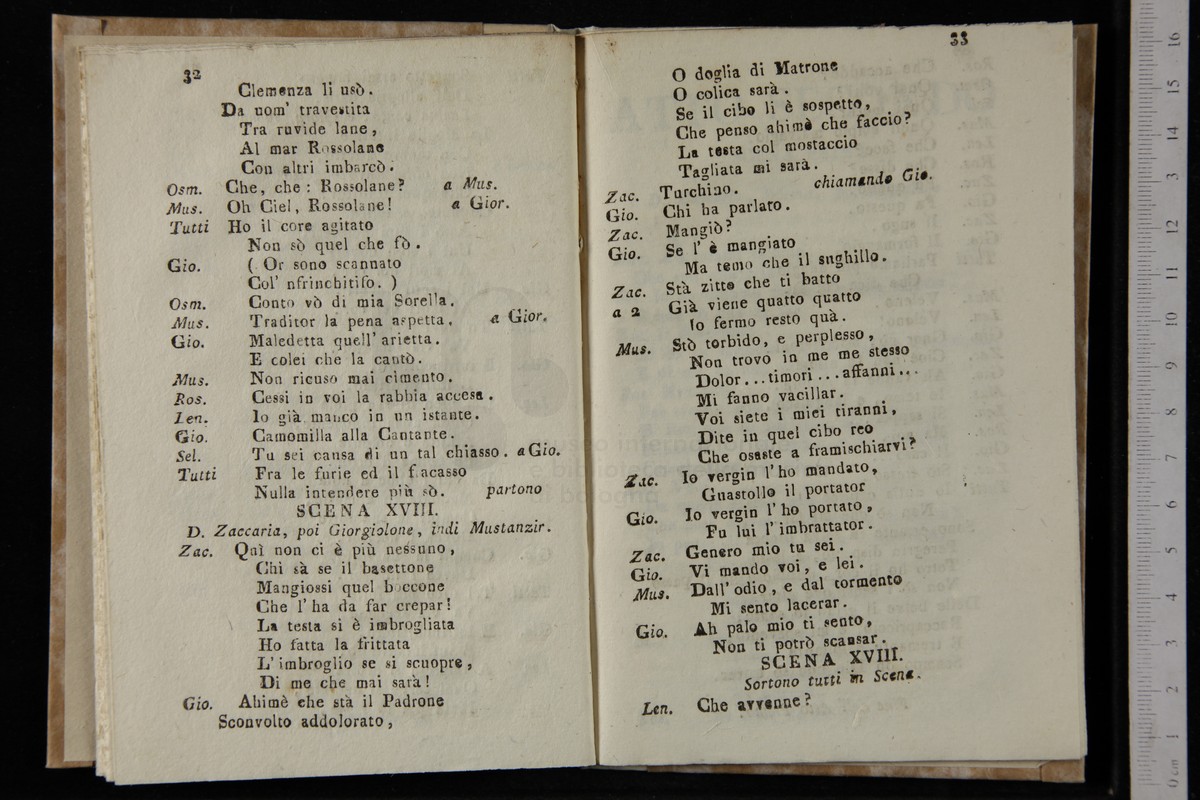 32
Clemenza li usò.
Da uom' travestita
Tra ruvide lane,
Al mar Rossolane
Con altri imbarcò.
Osm. Che, che: Rossolane? a Mus.
Mus. Oh Ciel, Rossolane! a Gior.
Tutti Ho il core agitato
Non sò quel che fò.
Gio. (Or sono scannato
Col' nfrinchitifo.)
Osm. Conto vò di mia Sorella.
Mus. Traditor la pena aspetta. a Gior.
Gio. Maledetta quell' arietta.
E colei che la cantò.
Mus. Non ricuso mai cimento.
Ros. Cessi in voi la rabbia accesa.
Len. Io già manco in un istante.
Gio. Camomilla alla Cantante.
Sel. Tu sei causa di un tal chiasso. a Gio.
Tutti Fra le furie ed il fracasso
Nulla intendere più sò. partono
SCENA XVIII.
D. Zaccaria, poi Giorgiolone, indi Mustanzir.
Zac. Quì non ci è più nessuno,
Chi sà se il basettone
Mangiossi quel boccone
Che l' ha da far crepar!
La testa si è imbrogliata
Ho fatta la frittata
L' imbroglio se si scuopre,
Di me che mai sarà!
Gio. Ahimè che stà il Padrone
Sconvolto addolorato,
33
O doglia di Matrone
O colica sarà.
Se il cibo li è sospetto,
Che penso ahimè che faccio?
La testa col mostaccio
Tagliata mi sarà.
Zac. Turchino. chiamando Gio.
Gio. Chi ha parlato.
Zac. Mangiò?
Gio. Se l' è mangiato
Ma temo che il sughillo.
Zac. Stà zitto che ti batto
a 2 Già viene quatto quatto
Io fermo resto quà.
Mus. Stò torbido, e perplesso,
Non trovo in me me stesso
Dolor...timori...affanni...
Mi fanno vacillar.
Voi siete i miei tiranni,
Dite in quel cibo reo
Che osaste a framischiarvi?
Zac. Io vergin l' ho mandato,
Guastollo il portator
Gio. Io vergin l' ho portato,
Fu lui l' imbrattator.
Zac. Genero mio tu sei.
Gio. Vi mando voi, e lei.
Mus. Dall' odio, e dal tormento
Mi sento lacerar.
Gio. Ah palo mio ti sento,
Non ti potrò scansar.
SCENA XVIII.
Sortono tutti in Scena.
Len. Che avvenne?